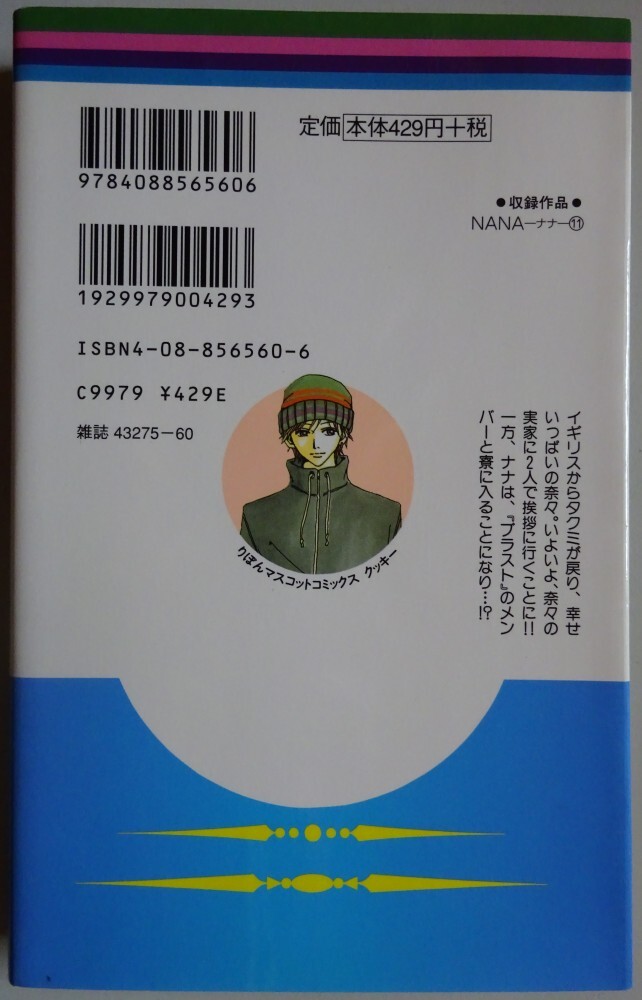 定価 本体429円+税
9784088565606
●収録作品●
NANA―ナナ―⑪
1929979004293
ISBN4-08-856560-6
C9979 ¥429E
雑誌 43275-60
りぼんマスコットコミックス クッキー
イギリスからタクミが戻り、幸せ
いっぱいの奈々。いよいよ、奈々の
実家に2人で挨拶に行くことに!!
一方、ナナは、『ブラスト』のメン
バーと寮に入ることになり…!?